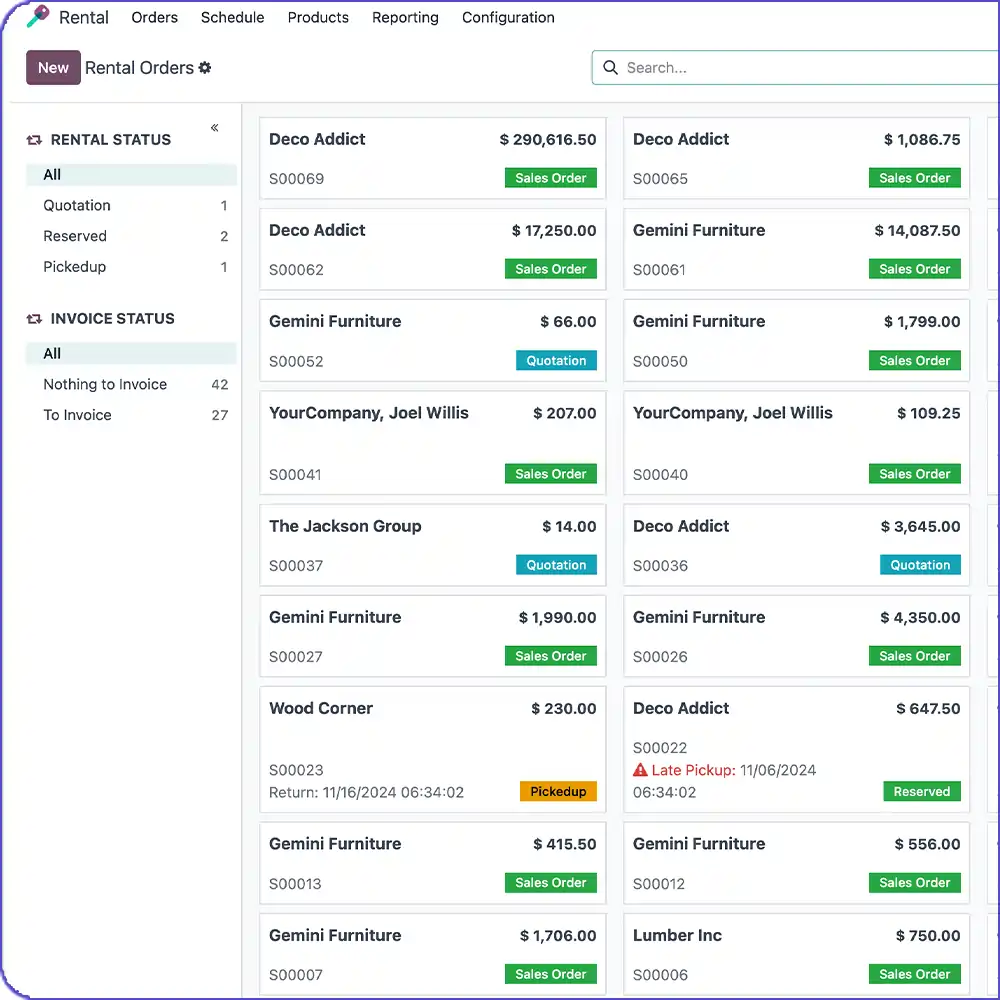 Rental Orders Schedule Products Reporting Configuration
New Rental Orders Search...
«
RENTAL STATUS
All
Quotation 1
Reserved 2
Pickedup 1
INVOICE STATUS
All
Nothing to Invoice 42
To Invoice 27
Deco Addict $ 290,616.50
S00069 Sales Order
Deco Addict $ 1,086.75
S00065 Sales Order
Deco Addict $ 17,250.00
S00062 Sales Order
Gemini Furniture $ 14,087.50
S00061 Sales Order
Gemini Furniture $ 66.00
S00052 Quotation
Gemini Furniture $ 1,799.00
S00050 Sales Order
YourCompany, Joel Willis $ 207.00
S00041 Sales Order
YourCompany, Joel Willis $ 109.25
S00040 Sales Order
The Jackson Group $ 14.00
S00037 Quotation
Deco Addict $ 3,645.00
S00036 Quotation
Gemini Furniture $ 1,990.00
S00027 Sales Order
Gemini Furniture $ 4,350.00
S00026 Sales Order
Wood Corner $ 230.00
S00023
Return: 11/16/2024 06:34:02 Pickedup
Deco Addict $ 647.50
S00022
Late Pickup: 11/06/2024
06:34:02 Reserved
Gemini Furniture $ 415.50
S00013 Sales Order
Gemini Furniture $ 556.00
S00012 Sales Order
Gemini Furniture $ 1,706.00
S00007 Sales Order
Lumber Inc $ 750.00
S00006 Sales Order